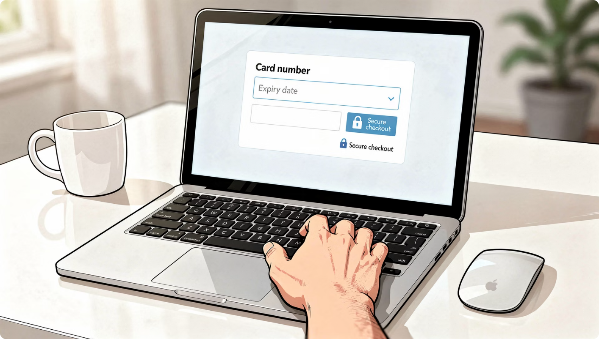 Card number
Expiry date
Secure
checkout
Secure checkout